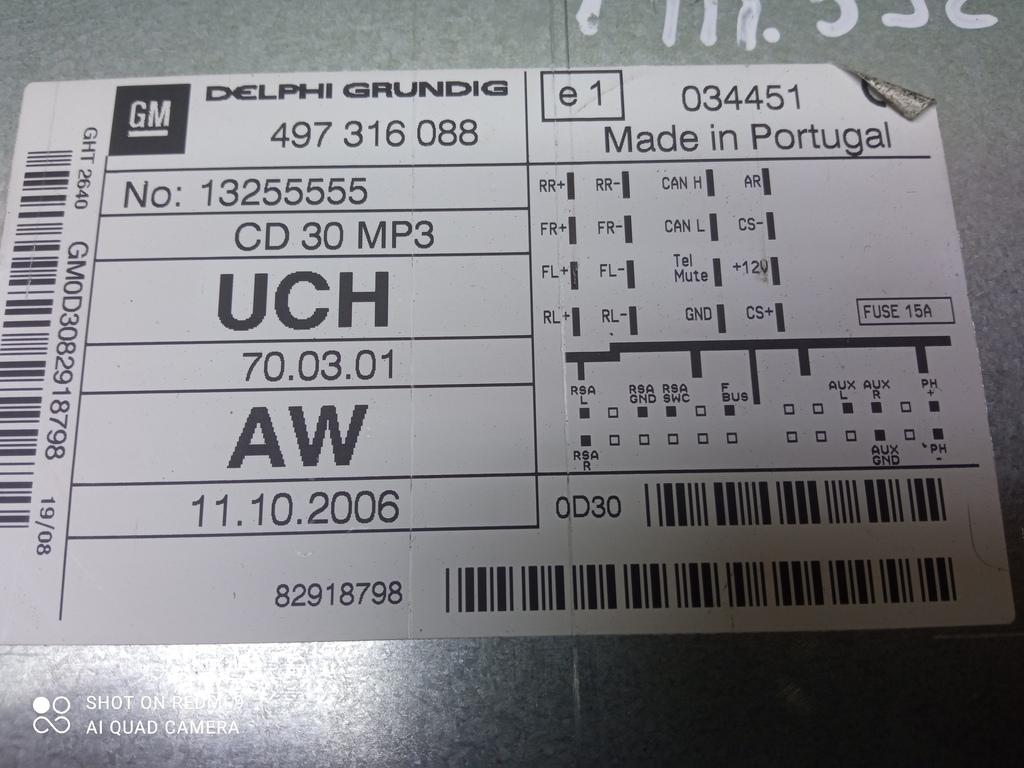 GM
DELPHI GRUNDIG
497 316 088
e 1
034451
Made in Portugal
No: 13255555
CD 30 MP3
UCH
70.03.01
AW
11.10.2006
RR+ RR- CAN H AR
FR+ FR- CAN L CS-
FL+ FL- Tel Mute +12V
RL+ RL- GND CS+
FUSE 15A
RSA L
RSA GND
RSA SWC
F BUS
AUX L
AUX R
PH +
RSA R
AUX GND
PH -
0D30
82918798
GHT 2640
GM0D3082918798
19/08
SHOT ON REDMI 9
AI QUAD CAMERA